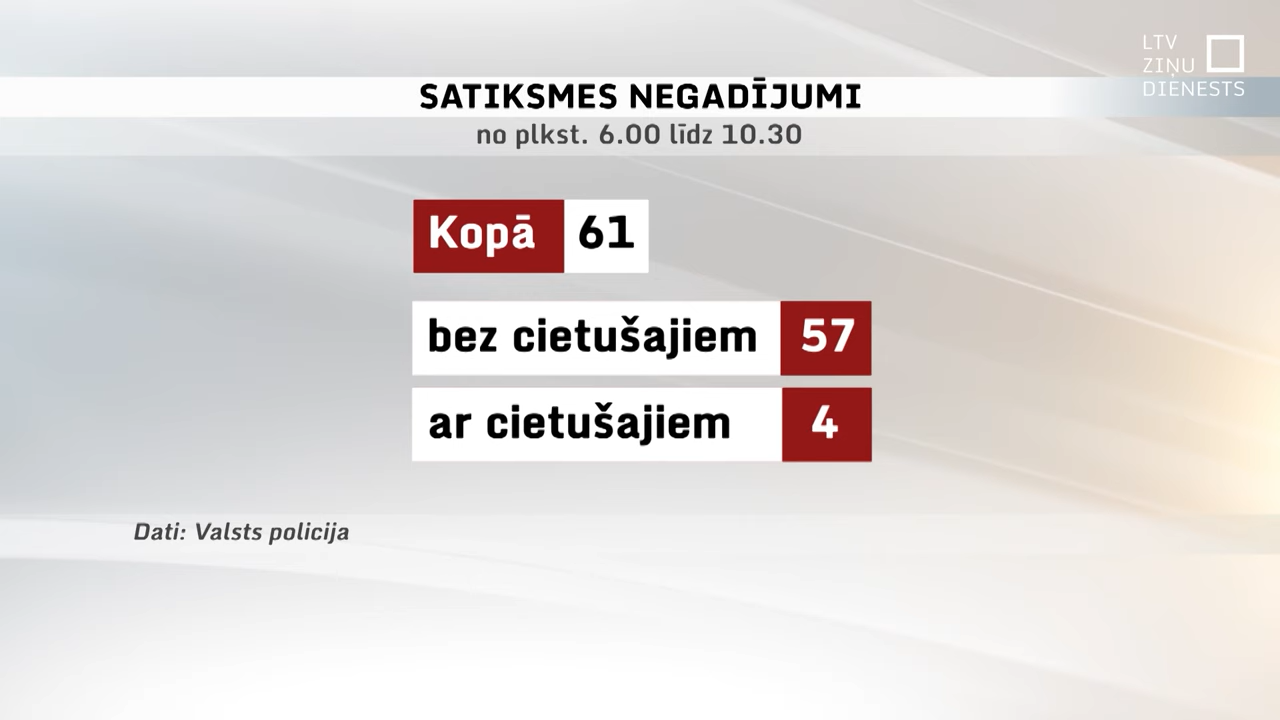 LTV
ZIŅU
DIENESTS
SATIKSMES NEGADĪJUMI
no plkst. 6.00 līdz 10.30
Kopā 61
bez cietušajiem 57
ar cietušajiem 4
Dati: Valsts policija